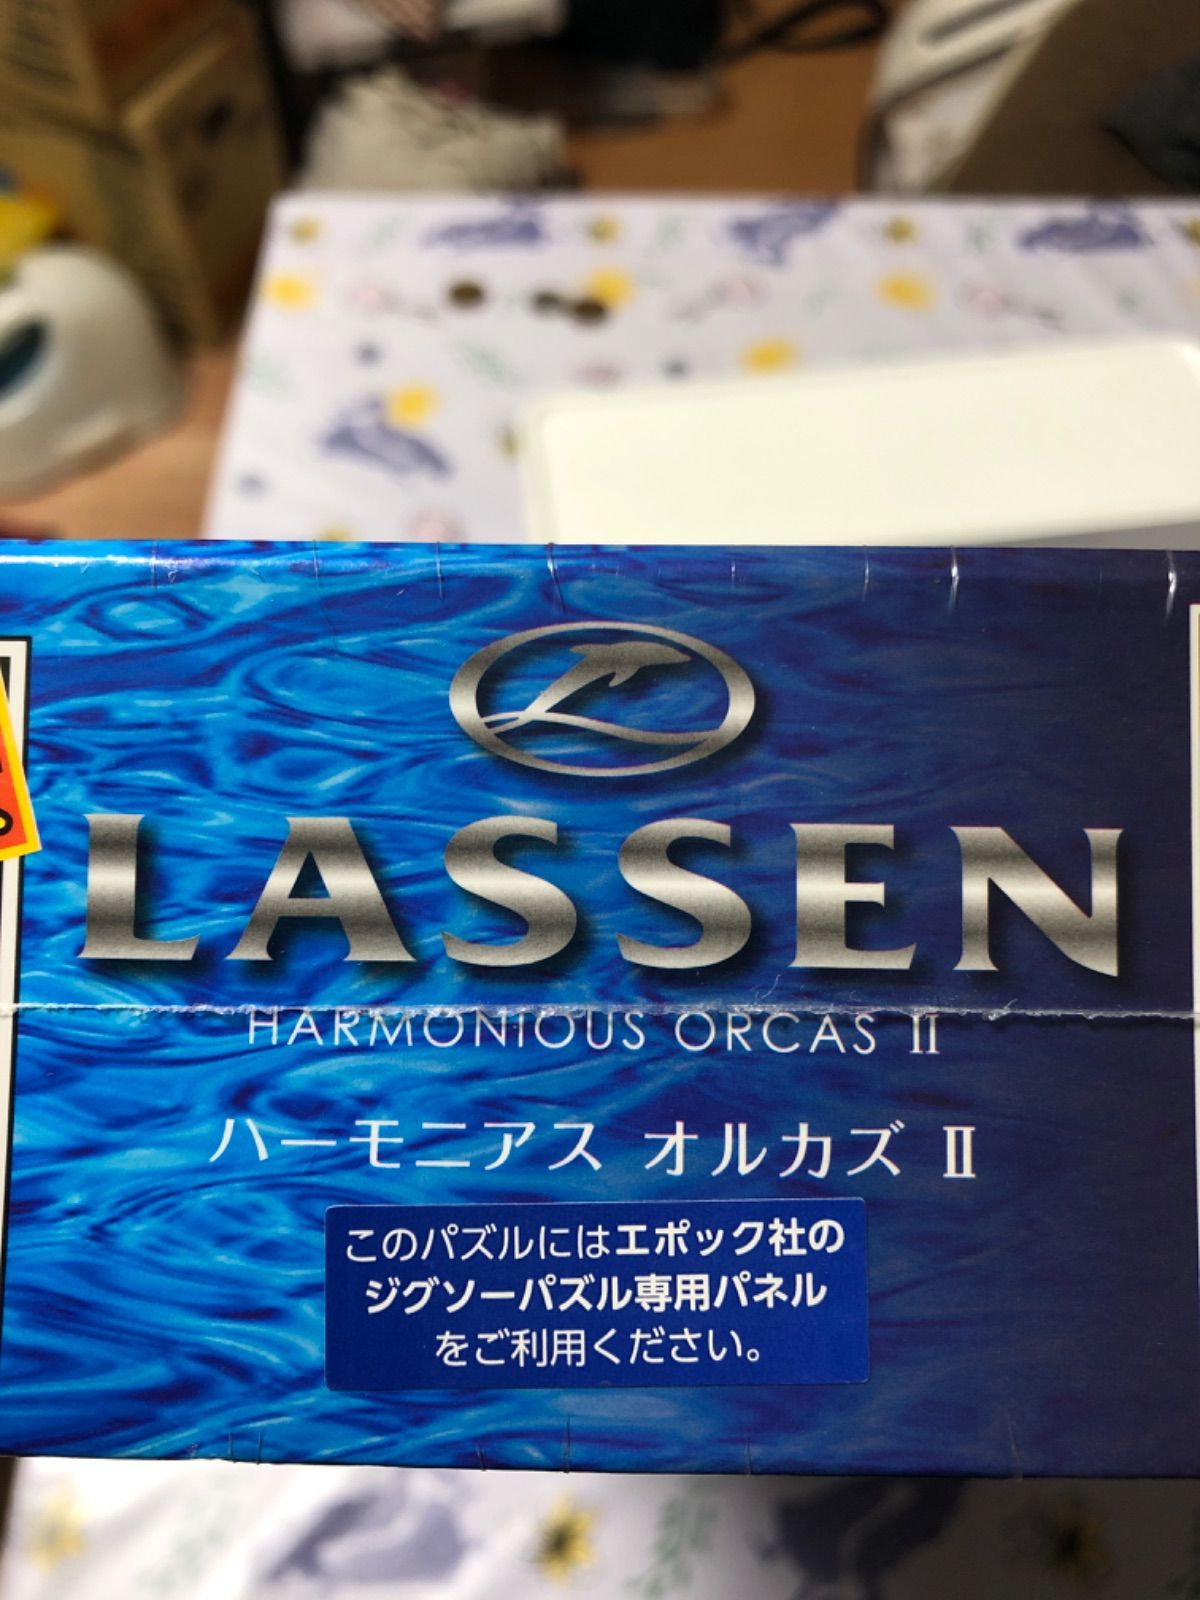 LASSEN
HARMONIOUS ORCAS II
ハーモニアス オルカズ II
このパズルにはエポック社の
ジグソーパズル専用パネル
をご利用ください。